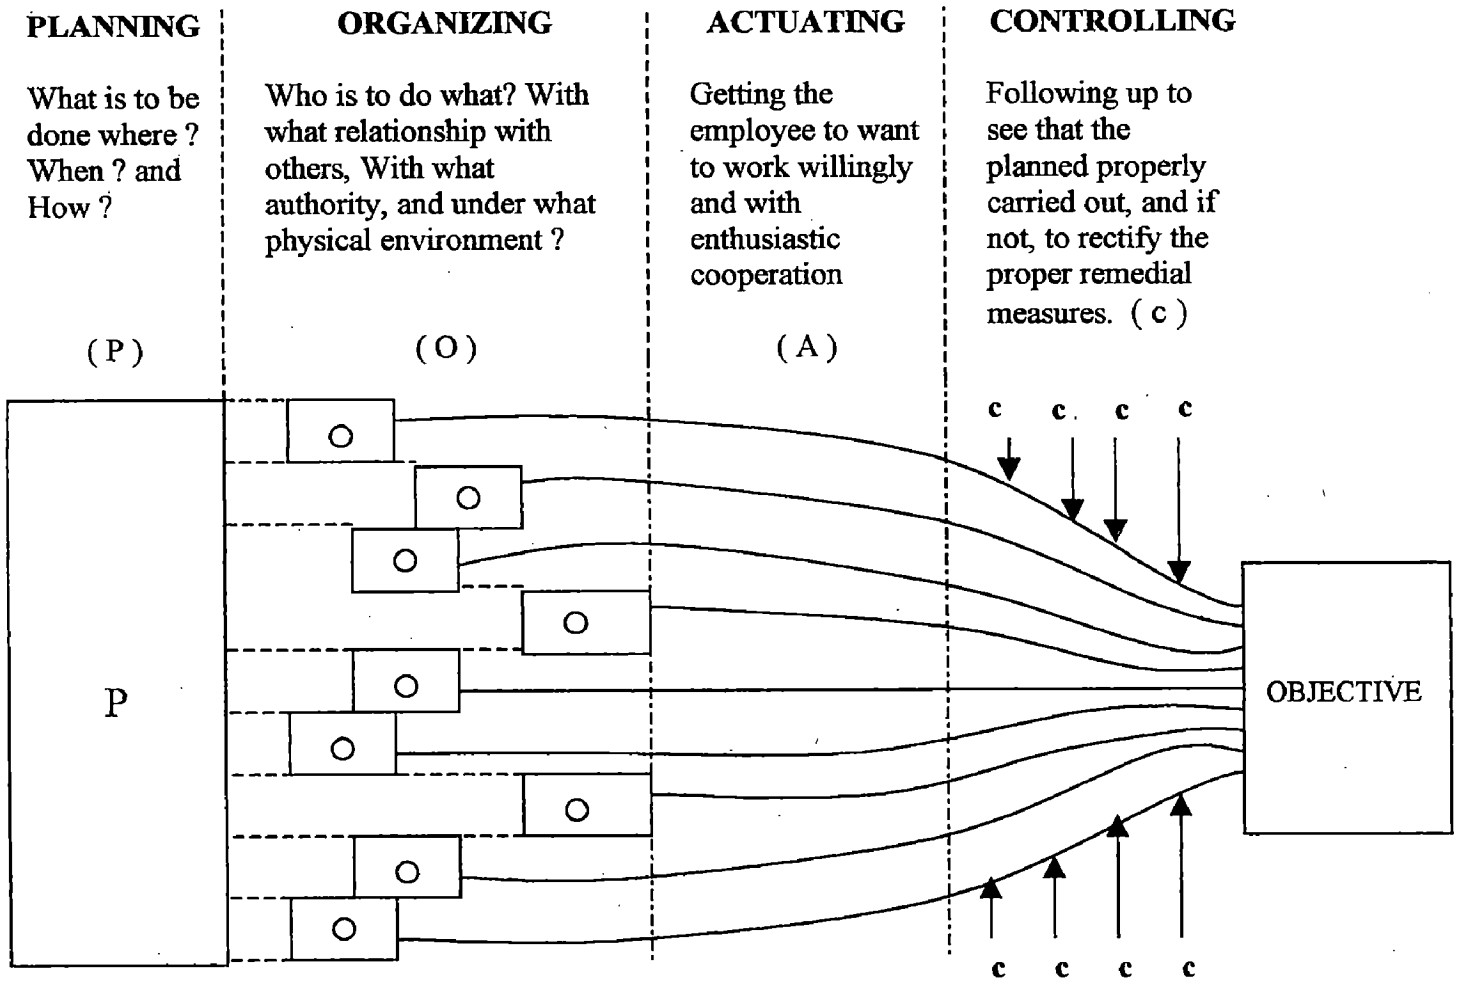 PLANNING
What is to be
done where ?
When ? and
How ?
( P )
ORGANIZING
Who is to do what? With
what relationship with
others, With what
authority, and under what
physical environment ?
( O )
ACTUATING
Getting the
employee to want
to work willingly
and with
enthusiastic
cooperation
( A )
CONTROLLING
Following up to
see that the
planned properly
carried out, and if
not, to rectify the
proper remedial
measures. ( c )
P
O
O
O
O
O
O
O
O
O
c c c c
OBJECTIVE
c c c c